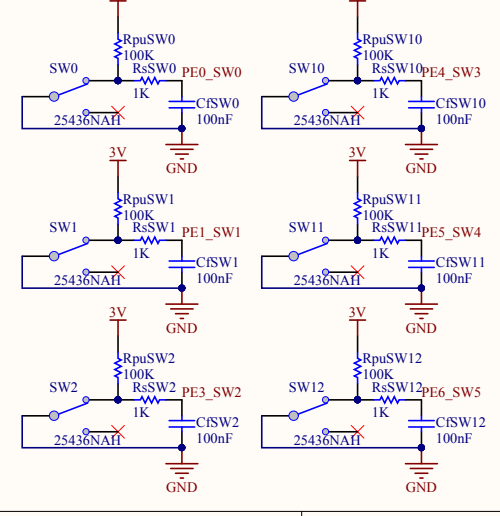 RpuSW0
100K
SW0
RsSW0
PE0_SW0
1K
CfSW0
100nF
25436NAH
GND
RpuSW10
100K
SW10
RsSW10
PE4_SW3
1K
CfSW10
100nF
25436NAH
GND
3V
RpuSW1
100K
SW1
RsSW1
PE1_SW1
1K
CfSW1
100nF
25436NAH
GND
3V
RpuSW11
100K
SW11
RsSW11
PE5_SW4
1K
CfSW11
100nF
25436NAH
GND
3V
RpuSW2
100K
SW2
RsSW2
PE3_SW2
1K
CfSW2
100nF
25436NAH
GND
3V
RpuSW12
100K
SW12
RsSW12
PE6_SW5
1K
CfSW12
100nF
25436NAH
GND